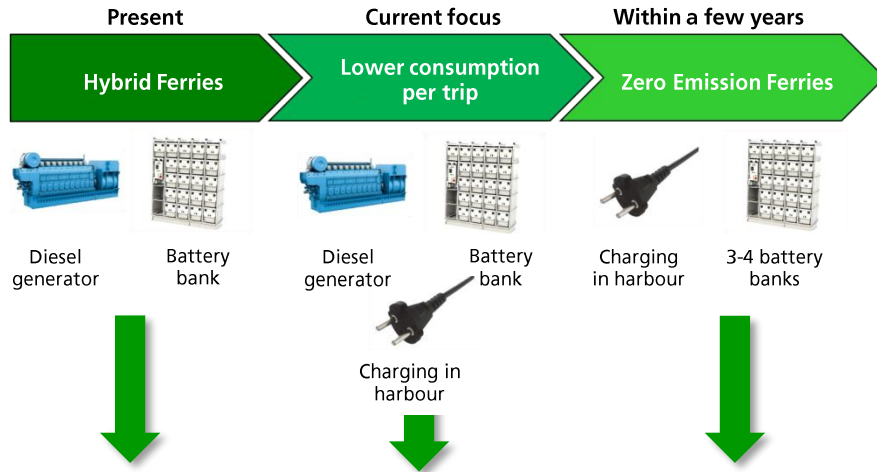 Present
Current focus
Within a few years
Hybrid Ferries
Lower consumption
per trip
Zero Emission Ferries
Diesel
generator
Battery
bank
Diesel
generator
Battery
bank
Charging in
harbour
Charging
in harbour
3-4 battery
banks